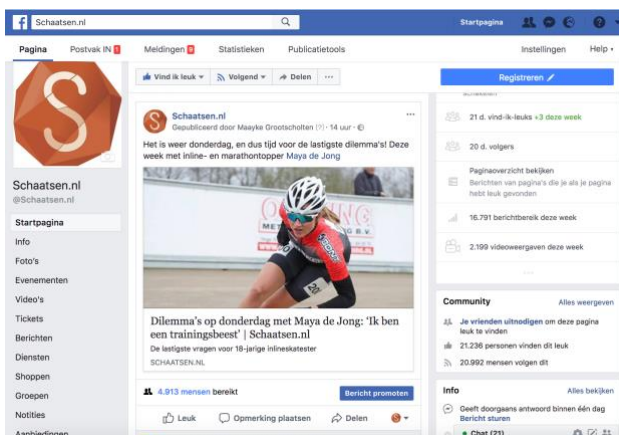 Schaatsen.nl
Startpagina
Pagina Postvak IN 1 Meldingen 9 Statistieken Publicatietools Instellingen Help
S
Schaatsen.nl
@Schaatsen.nl
Startpagina
Info
Foto's
Evenementen
Video's
Tickets
Berichten
Diensten
Shoppen
Groepen
Notities
Aanbiedingen
Vind ik leuk Volgend Delen ...
Schaatsen.nl
Gepubliceerd door Maayke Grootscholten [?] · 14 uur ·
Het is weer donderdag, en dus tijd voor de lastigste dilemma's! Deze
week met inline- en marathontopper Maya de Jong
20
Dilemma's op donderdag met Maya de Jong: 'Ik ben
een trainingsbeest' | Schaatsen.nl
De lastigste vragen voor 18-jarige inlineskatester
SCHAATSEN.NL
4.913 mensen bereikt
Bericht promoten
Leuk Opmerking plaatsen Delen
Registreren
21 d. vind-ik-leuks +3 deze week
20 d. volgers
Paginaoverzicht bekijken
Berichten van pagina's die je als je pagina
hebt leuk gevonden
16.791 berichtbereik deze week
2.199 videoweergaven deze week
Community Alles weergeven
Je vrienden uitnodigen om deze pagina
leuk te vinden
21.236 personen vinden dit leuk
20.992 mensen volgen dit
Info Alles bekijken
Geeft doorgaans antwoord binnen één dag
Bericht sturen
Chat (21)